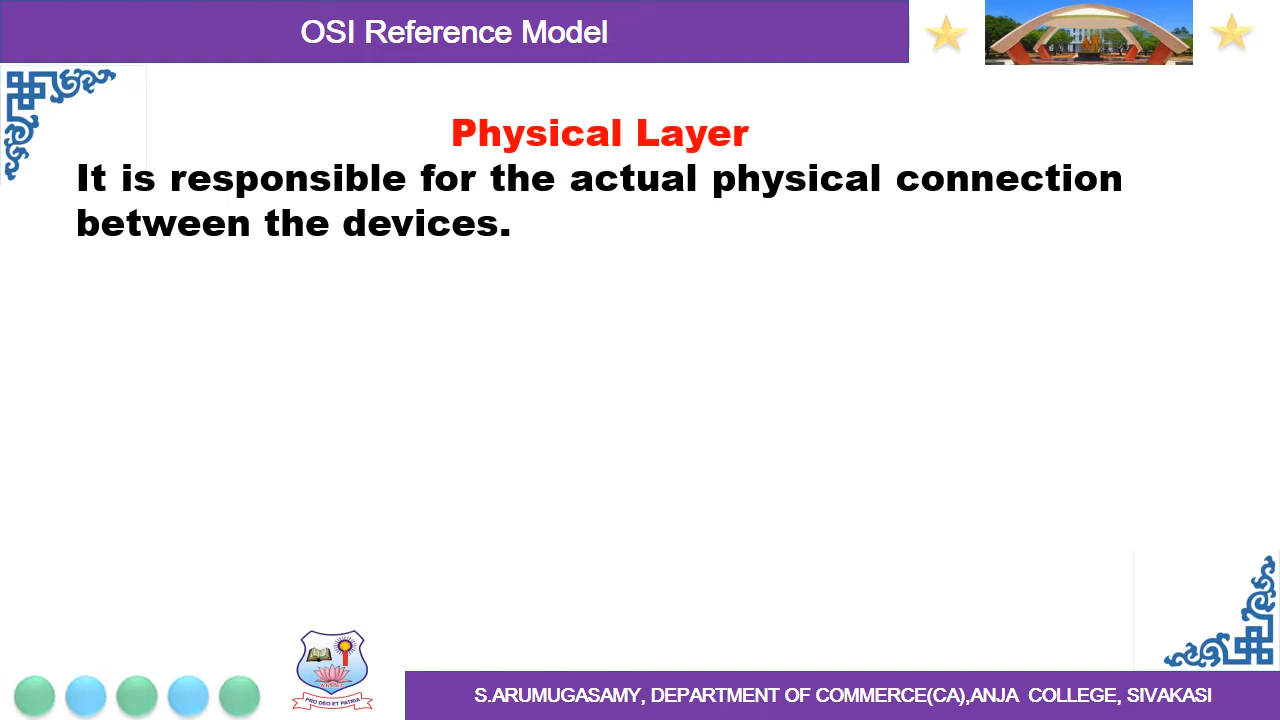 OSI Reference Model
Physical Layer
It is responsible for the actual physical connection
between the devices.
PRO DEO ET PATRIA
S.ARUMUGASAMY, DEPARTMENT OF COMMERCE(CA),ANJA COLLEGE, SIVAKASI